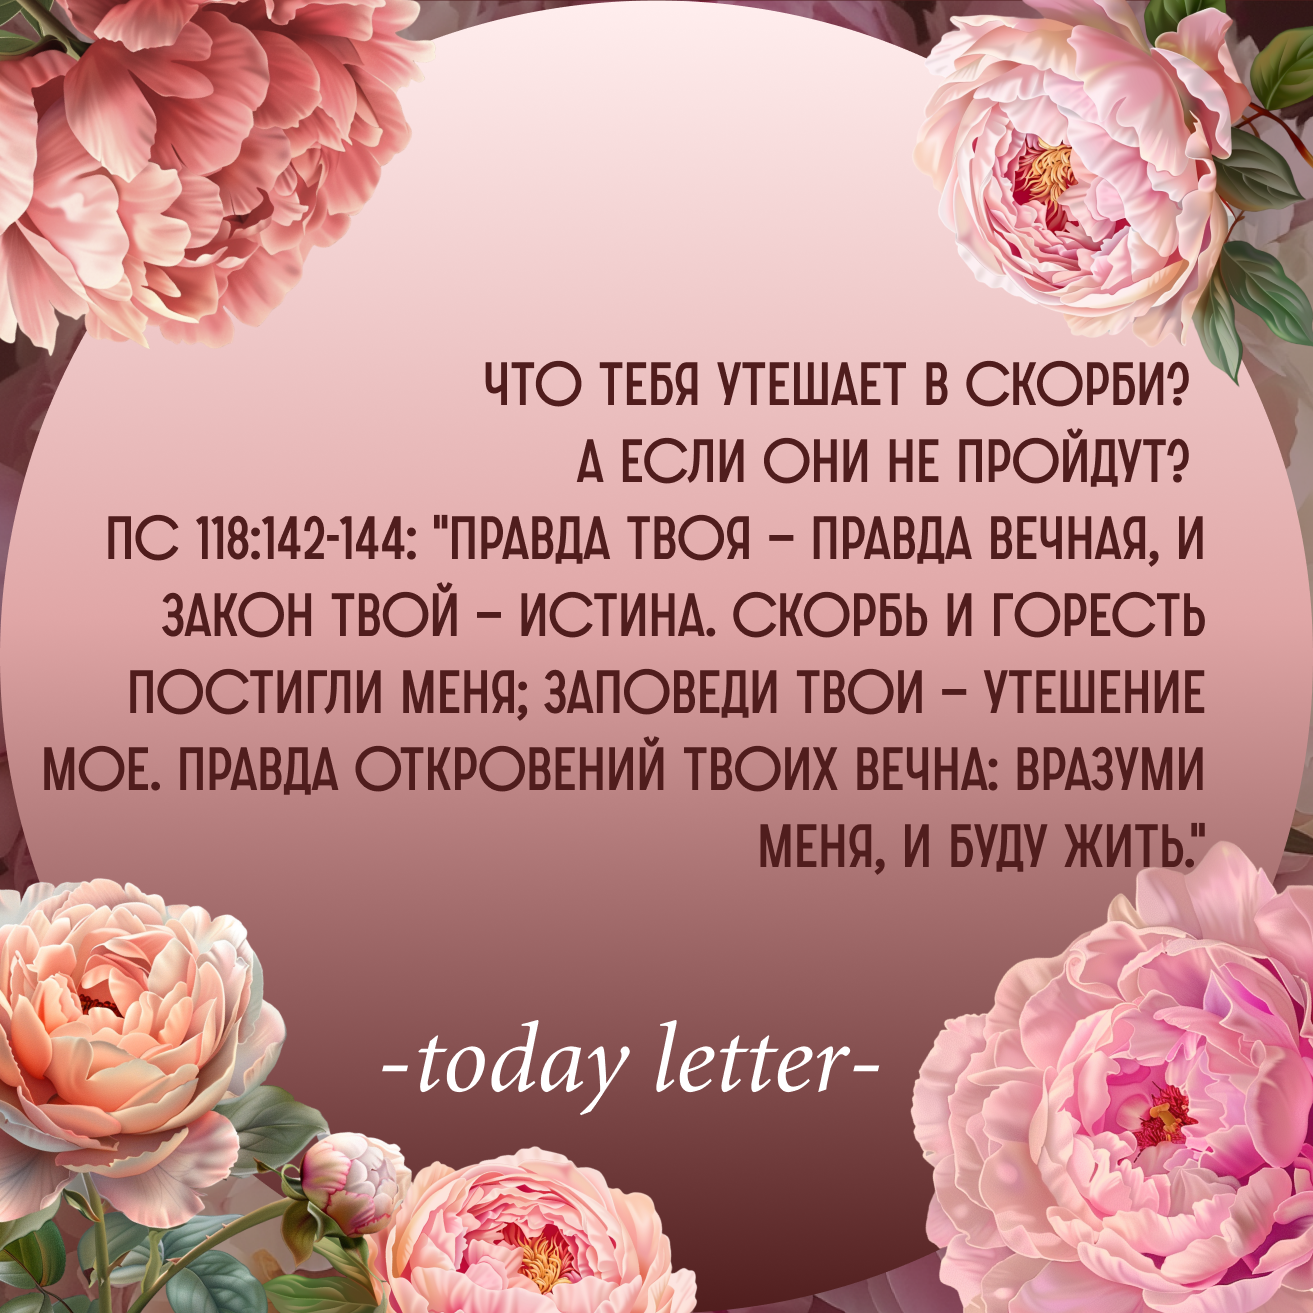 ЧТО ТЕБЯ УТЕШАЕТ В СКОРБИ?
А ЕСЛИ ОНИ НЕ ПРОЙДУТ?
ПС 118:142-144: "ПРАВДА ТВОЯ – ПРАВДА ВЕЧНАЯ, И
ЗАКОН ТВОЙ – ИСТИНА. СКОРБЬ И ГОРЕСТЬ
ПОСТИГЛИ МЕНЯ; ЗАПОВЕДИ ТВОИ – УТЕШЕНИЕ
МОЕ. ПРАВДА ОТКРОВЕНИЙ ТВОИХ ВЕЧНА: ВРАЗУМИ
МЕНЯ, И БУДУ ЖИТЬ."
-today letter-